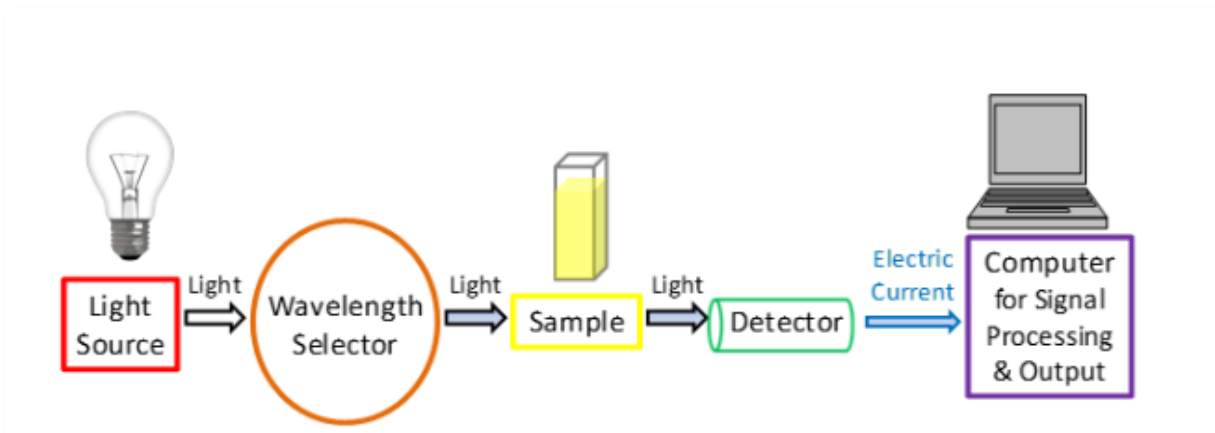 Light
Source
Light
Wavelength
Selector
Light
Sample
Light
Detector
Electric
Current
Computer
for Signal
Processing
& Output